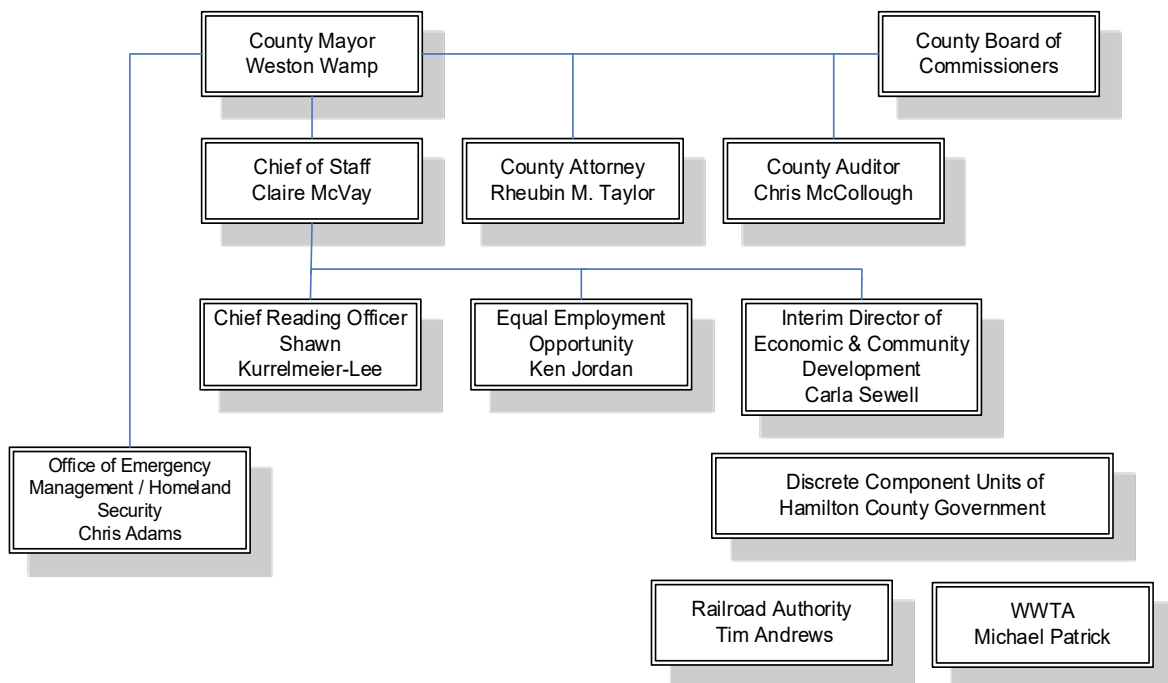 County Mayor
Weston Wamp
County Board of
Commissioners
Chief of Staff
Claire McVay
County Attorney
Rheubin M. Taylor
County Auditor
Chris McCollough
Chief Reading Officer
Shawn
Kurrelmeier-Lee
Equal Employment
Opportunity
Ken Jordan
Interim Director of
Economic & Community
Development
Carla Sewell
Office of Emergency
Management / Homeland
Security
Chris Adams
Discrete Component Units of
Hamilton County Government
Railroad Authority
Tim Andrews
WWTA
Michael Patrick